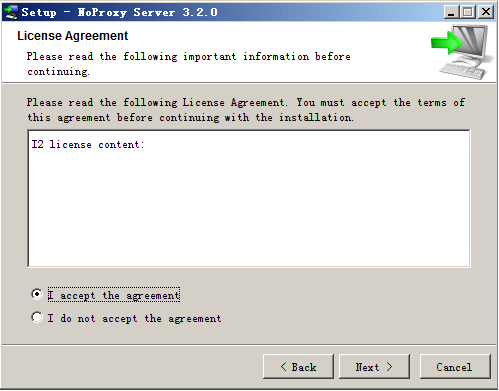 Setup - NoProxy Server 3.2.0
License Agreement
Please read the following important information before
continuing.
Please read the following License Agreement. You must accept the terms of
this agreement before continuing with the installation.
I2 license content:
I accept the agreement
I do not accept the agreement
< Back
Next >
Cancel